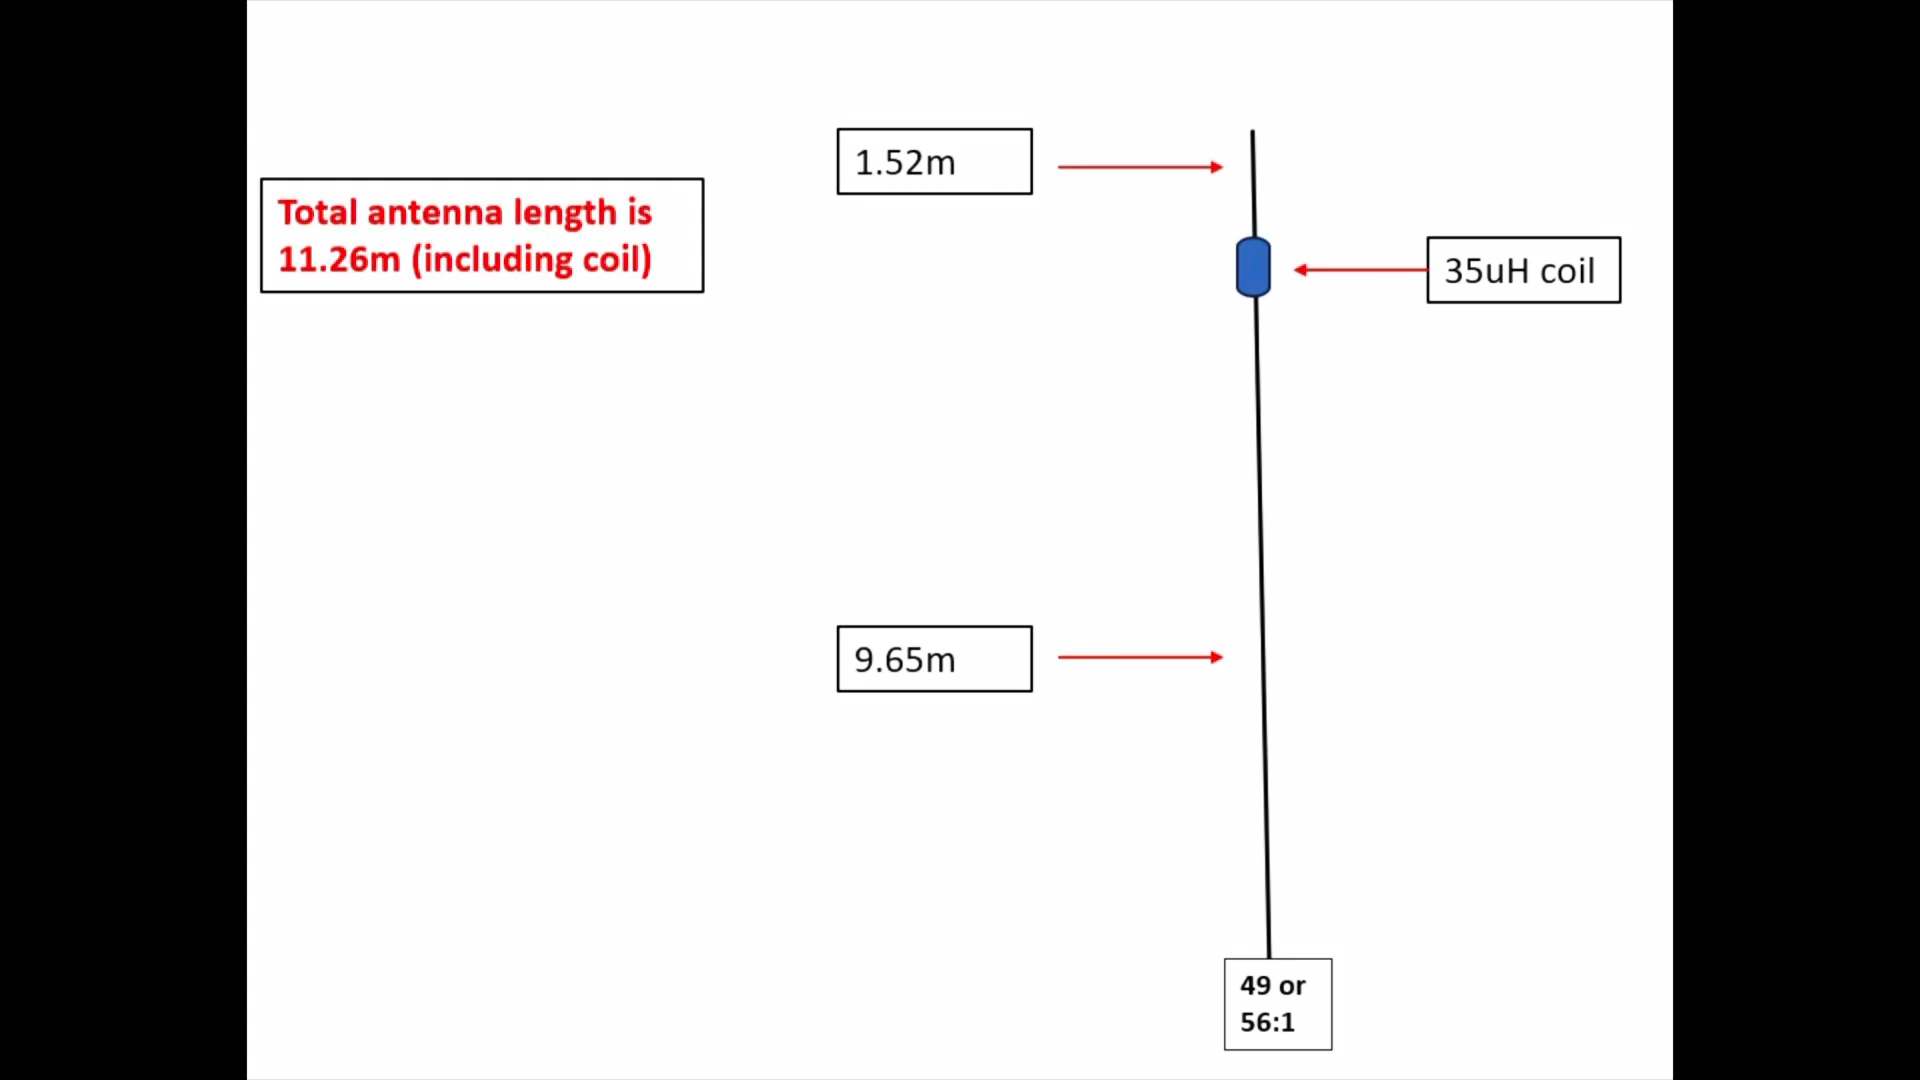 1.52m
Total antenna length is
11.26m (including coil)
35uH coil
9.65m
49 or
56:1